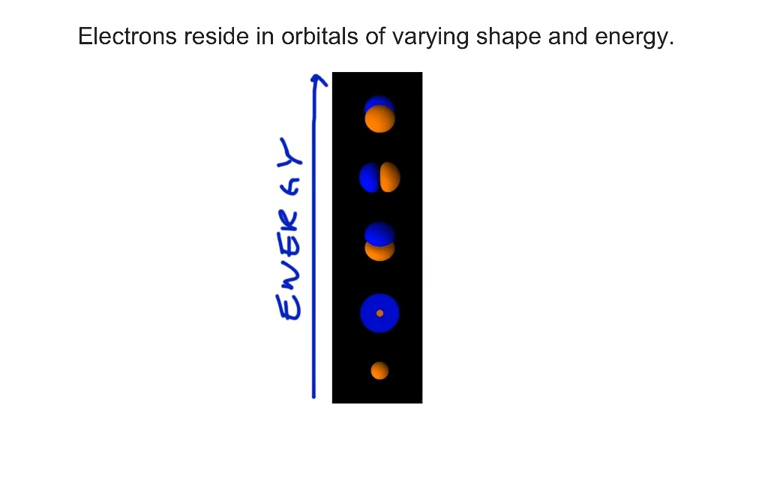 Electrons reside in orbitals of varying shape and energy.
ENERGY